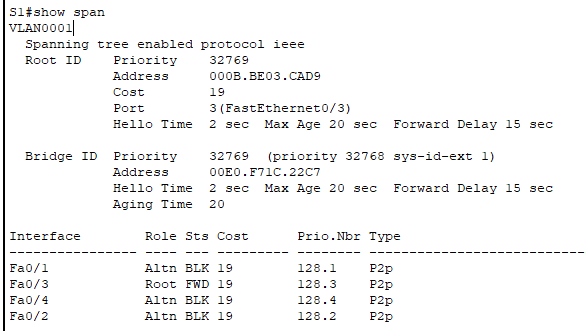 S1#show span
VLAN0001
  Spanning tree enabled protocol ieee
  Root ID    Priority    32769
             Address     000B.BE03.CAD9
             Cost        19
             Port        3(FastEthernet0/3)
             Hello Time  2 sec  Max Age 20 sec  Forward Delay 15 sec

  Bridge ID  Priority    32769  (priority 32768 sys-id-ext 1)
             Address     00E0.F71C.22C7
             Hello Time  2 sec  Max Age 20 sec  Forward Delay 15 sec
             Aging Time  20

Interface        Role Sts Cost      Prio.Nbr Type
---------------- ---- --- --------- -------- --------------------------
Fa0/1            Altn BLK 19        128.1    P2p
Fa0/3            Root FWD 19        128.3    P2p
Fa0/4            Altn BLK 19        128.4    P2p
Fa0/2            Altn BLK 19        128.2    P2p